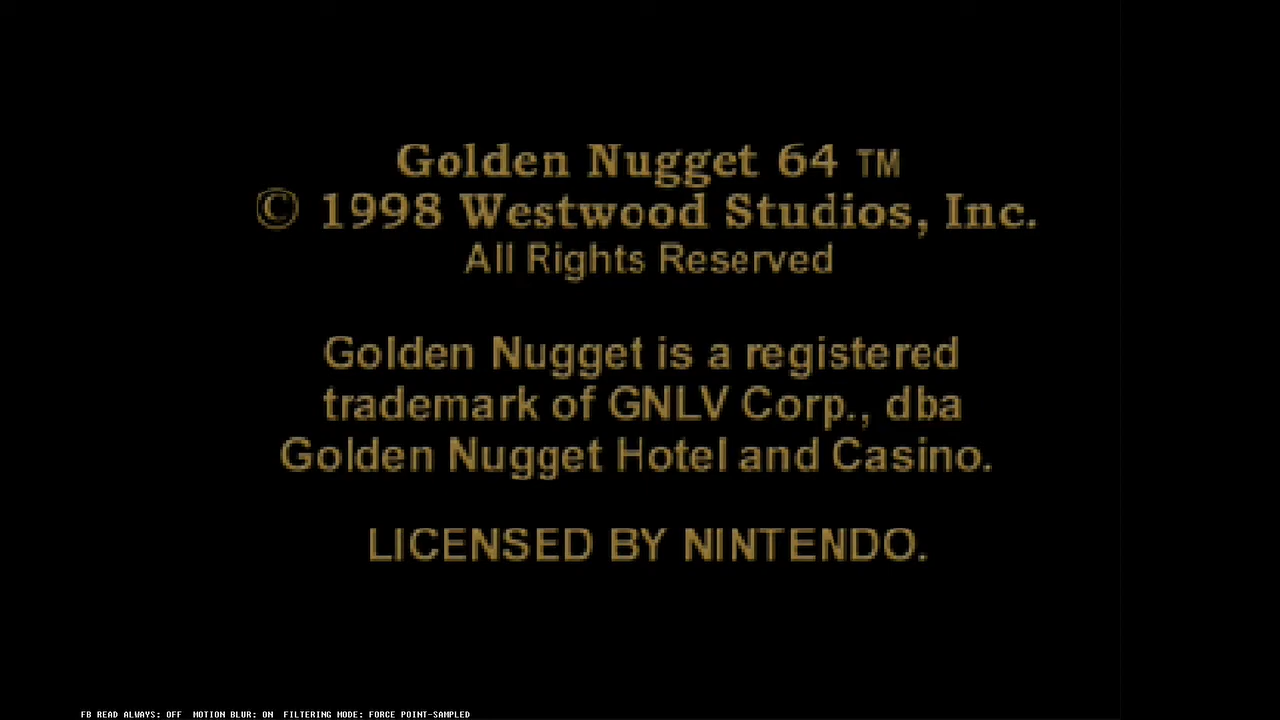 Golden Nugget 64 TM
© 1998 Westwood Studios, Inc.
All Rights Reserved
Golden Nugget is a registered
trademark of GNLV Corp., dba
Golden Nugget Hotel and Casino.
LICENSED BY NINTENDO.
FB READ ALWAYS: OFF  MOTION BLUR: ON  FILTERING MODE: FORCE POINT-SAMPLED